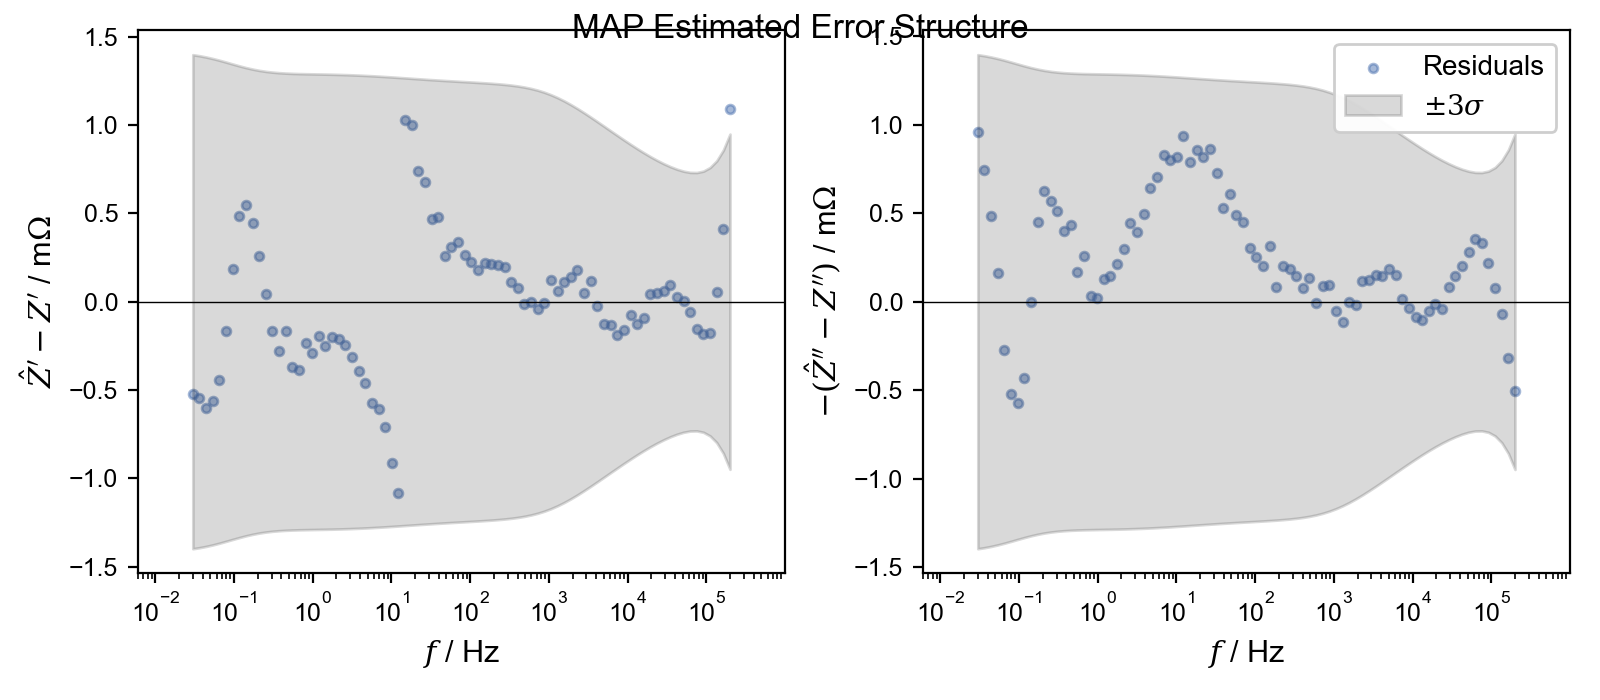 MAP Estimated Error Structure
1.5
1.0
0.5
0.0
−0.5
−1.0
−1.5
Ẑ′ − Z′ / mΩ
10⁻² 10⁻¹ 10⁰ 10¹ 10² 10³ 10⁴ 10⁵
f / Hz
1.5
1.0
0.5
0.0
−0.5
−1.0
−1.5
−(Ẑ″ − Z″) / mΩ
Residuals
±3σ
10⁻² 10⁻¹ 10⁰ 10¹ 10² 10³ 10⁴ 10⁵
f / Hz